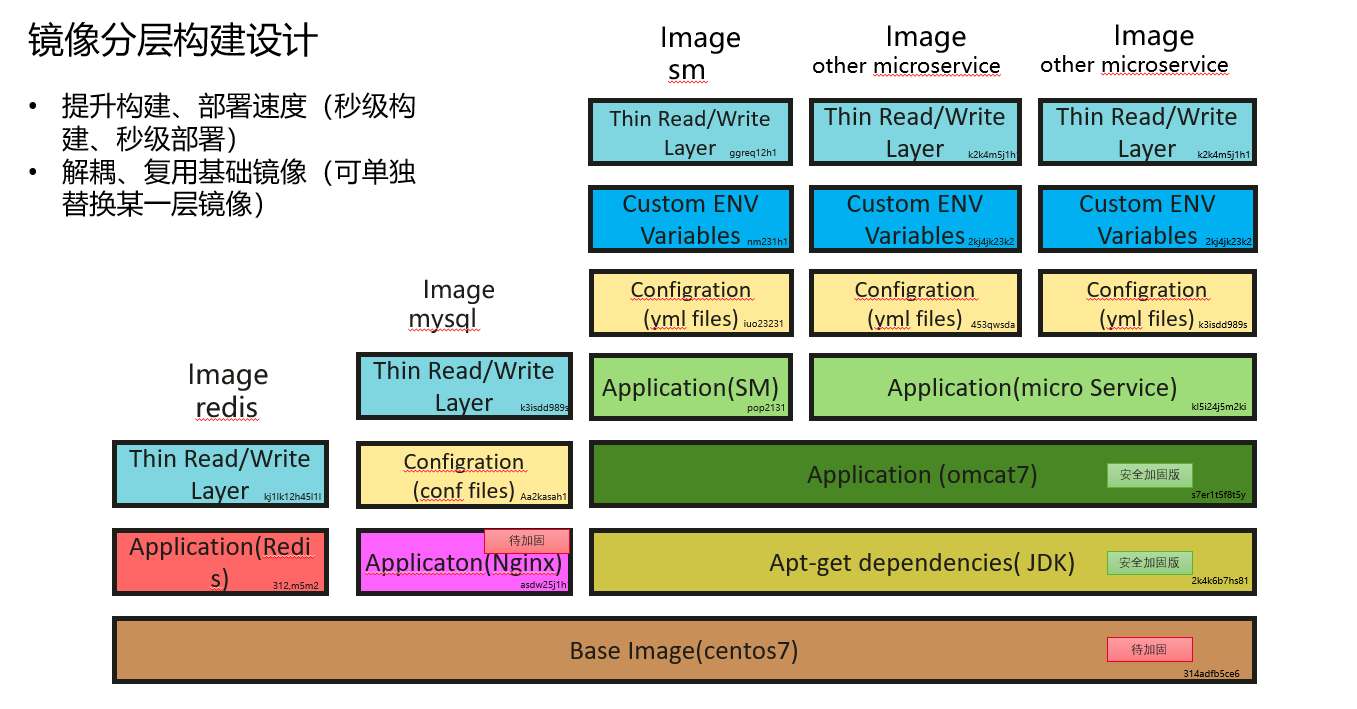 镜像分层构建设计
• 提升构建、部署速度（秒级构
建、秒级部署）
• 解耦、复用基础镜像（可单独
替换某一层镜像）
Image
sm
Image
other microservice
Image
other microservice
Thin Read/Write
Layer ggreq12h1
Thin Read/Write
Layer k2k4m5j1h
Thin Read/Write
Layer k2k4m5j1h1
Custom ENV
Variables nm231h1
Custom ENV
Variables 2kj4jk23k2
Custom ENV
Variables 2kj4jk23k2
Image
mysql
Configration
(yml files) iuo23231
Configration
(yml files) 453qwsda
Configration
(yml files) k3isdd989s
Image
redis
Thin Read/Write
Layer k3isdd989s
Application(SM)
pop2131
Application(micro Service)
kl5i24j5m2ki
Thin Read/Write
Layer kj1lk12h45l1l
Configration
(conf files) Aa2kasah1
Application (omcat7) 安全加固版
s7er1t5f8t5y
Application(Redi
s) 312,m5m2
待加固
Applicaton(Nginx)
asdw25j1h
Apt-get dependencies( JDK) 安全加固版
2k4k6b7hs81
Base Image(centos7) 待加固
314adfb5ce6